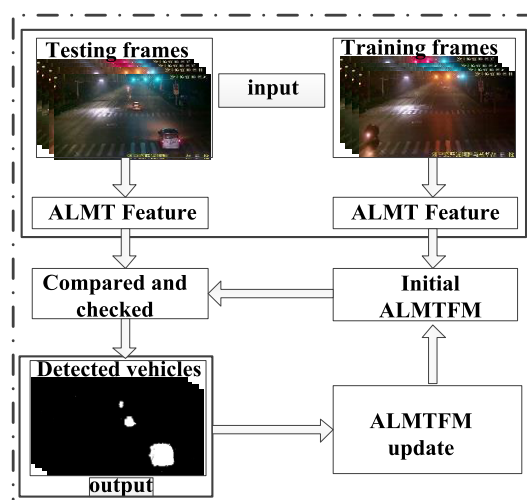 Testing frames
Training frames
input
ALMT Feature
ALMT Feature
Compared and
checked
Initial
ALMTFM
Detected vehicles
output
ALMTFM
update